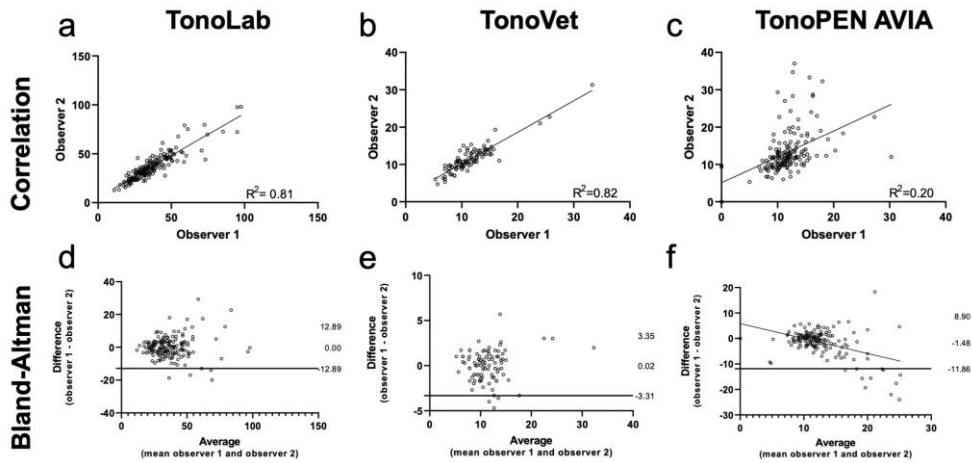 TonoLab
TonoVet
TonoPEN AVIA
Correlation
a
150
100
50
0
Observer 2
0
50
100
150
Observer 1
R²= 0.81
b
40
30
20
10
0
Observer 2
0
10
20
30
40
Observer 1
R²=0.82
c
40
30
20
10
0
Observer 2
0
10
20
30
40
Observer 1
R²=0.20
Bland-Altman
d
40
20
0
-20
-40
Difference
(observer 1 - observer 2)
12.89
0.00
-12.89
0
25
50
75
100
125
150
Average
(mean observer 1 and observer 2)
e
10
5
0
-5
Difference
(observer 1 - observer 2)
3.35
0.02
-3.31
0
10
20
30
40
Average
(mean observer 1 and observer 2)
f
20
10
0
-10
-20
-30
Difference
(observer 1 - observer 2)
8.90
-1.48
-11.86
0
10
20
30
Average
(mean observer 1 and observer 2)